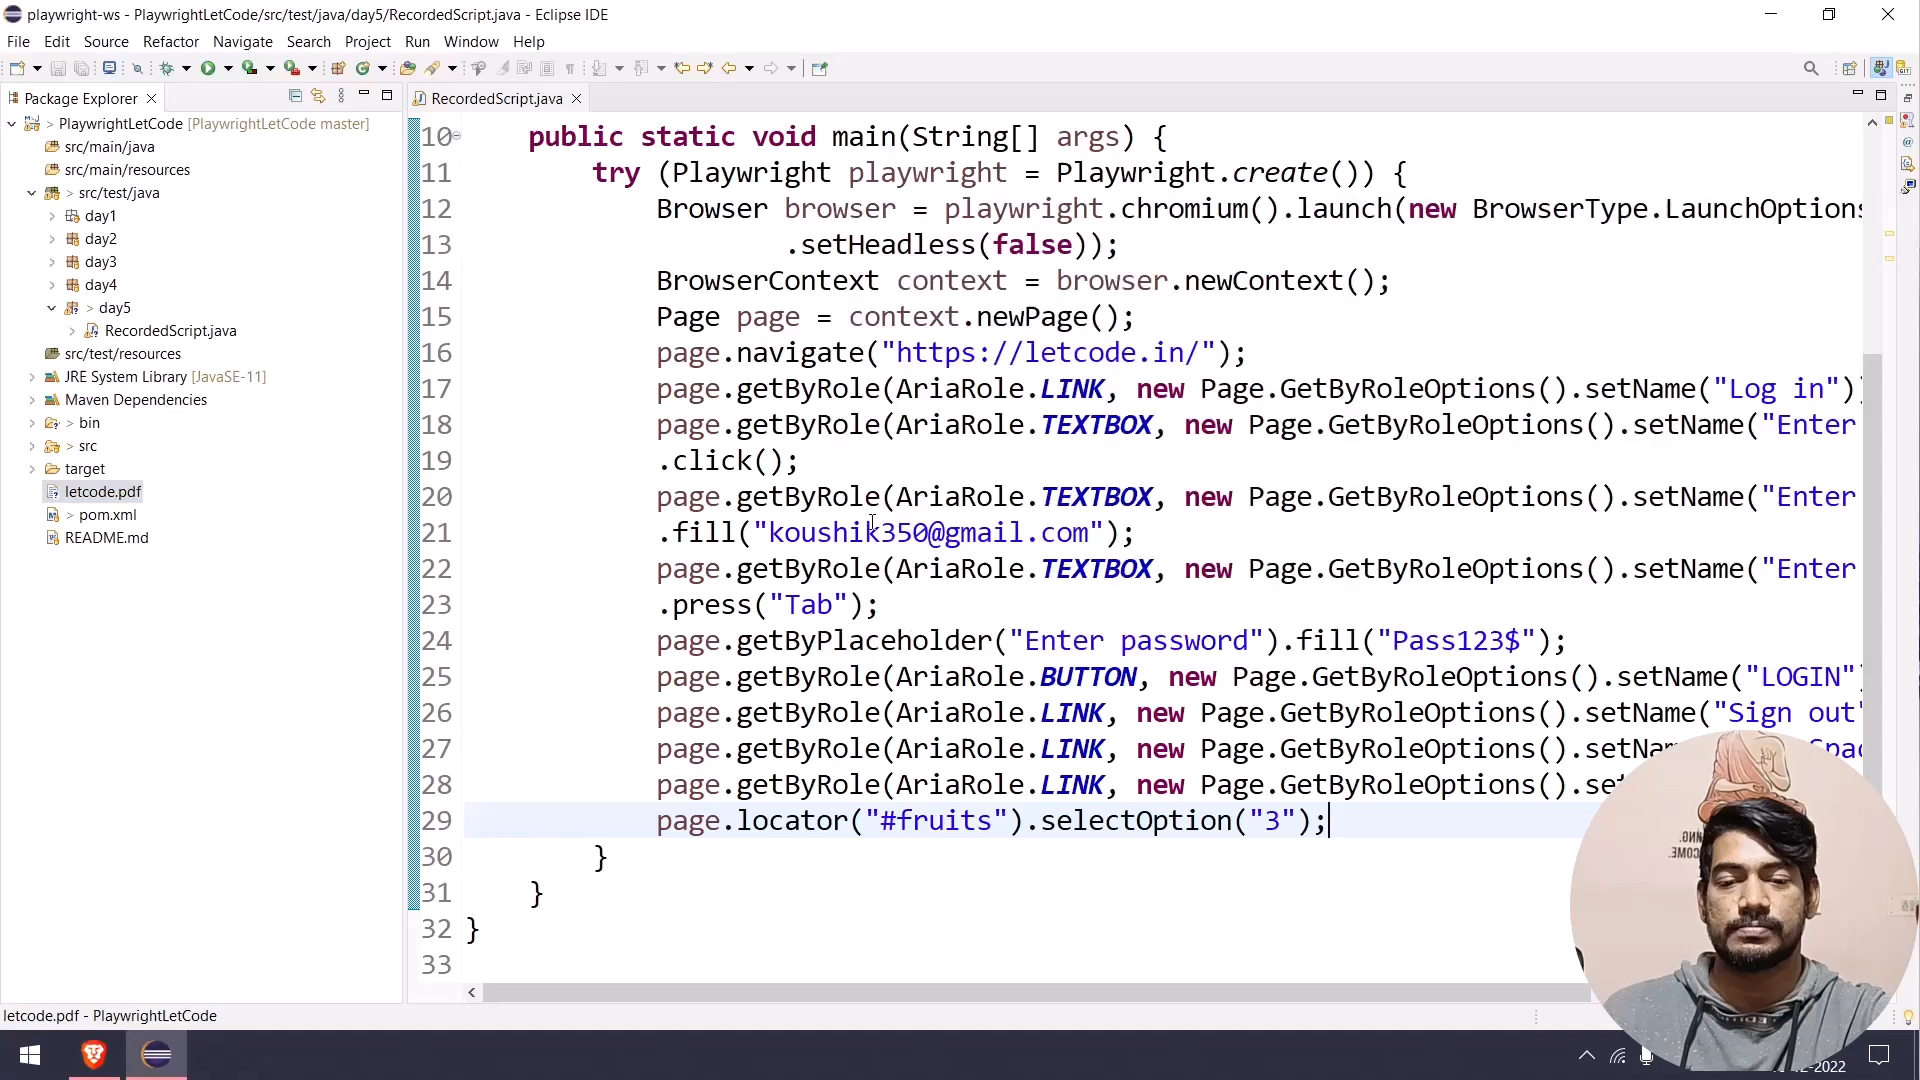 playwright-ws - PlaywrightLetCode/src/test/java/day5/RecordedScript.java - Eclipse IDE
File Edit Source Refactor Navigate Search Project Run Window Help
Package Explorer
RecordedScript.java
> PlaywrightLetCode [PlaywrightLetCode master]
src/main/java
src/main/resources
> src/test/java
day1
day2
day3
day4
> day5
RecordedScript.java
src/test/resources
JRE System Library [JavaSE-11]
Maven Dependencies
> bin
> src
target
letcode.pdf
> pom.xml
README.md
10 public static void main(String[] args) {
11 try (Playwright playwright = Playwright.create()) {
12 Browser browser = playwright.chromium().launch(new BrowserType.LaunchOptions
13 .setHeadless(false));
14 BrowserContext context = browser.newContext();
15 Page page = context.newPage();
16 page.navigate("https://letcode.in/");
17 page.getByRole(AriaRole.LINK, new Page.GetByRoleOptions().setName("Log in"))
18 page.getByRole(AriaRole.TEXTBOX, new Page.GetByRoleOptions().setName("Enter
19 .click();
20 page.getByRole(AriaRole.TEXTBOX, new Page.GetByRoleOptions().setName("Enter
21 .fill("koushik350@gmail.com");
22 page.getByRole(AriaRole.TEXTBOX, new Page.GetByRoleOptions().setName("Enter
23 .press("Tab");
24 page.getByPlaceholder("Enter password").fill("Pass123$");
25 page.getByRole(AriaRole.BUTTON, new Page.GetByRoleOptions().setName("LOGIN")
26 page.getByRole(AriaRole.LINK, new Page.GetByRoleOptions().setName("Sign out"
27 page.getByRole(AriaRole.LINK, new Page.GetByRoleOptions().setNa
28 page.getByRole(AriaRole.LINK, new Page.GetByRoleOptions().se
29 page.locator("#fruits").selectOption("3");
30 }
31 }
32 }
33
letcode.pdf - PlaywrightLetCode